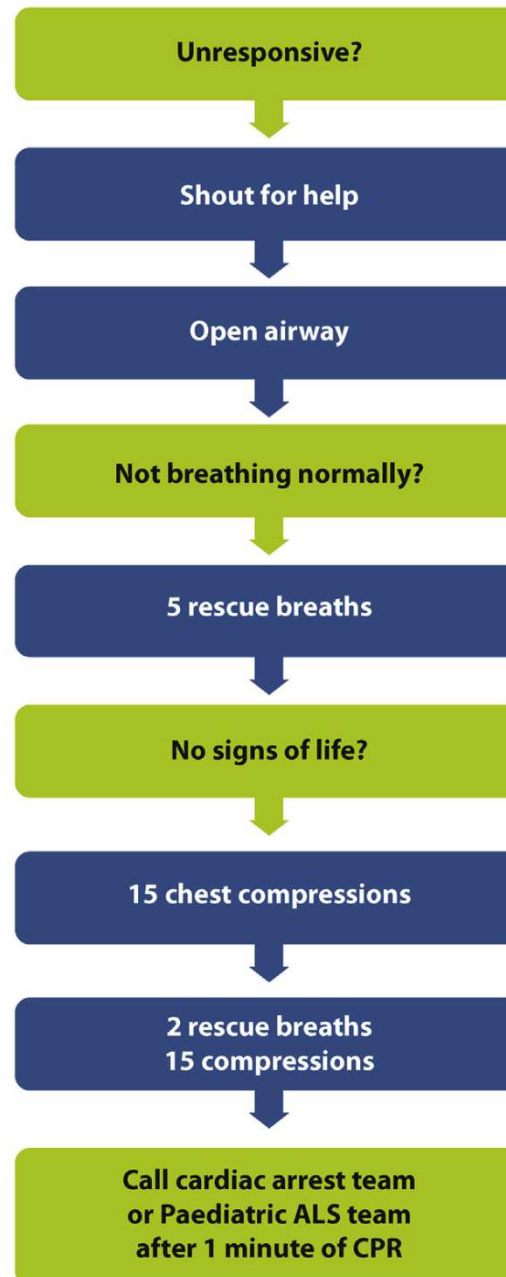 Unresponsive?
Shout for help
Open airway
Not breathing normally?
5 rescue breaths
No signs of life?
15 chest compressions
2 rescue breaths
15 compressions
Call cardiac arrest team
or Paediatric ALS team
after 1 minute of CPR